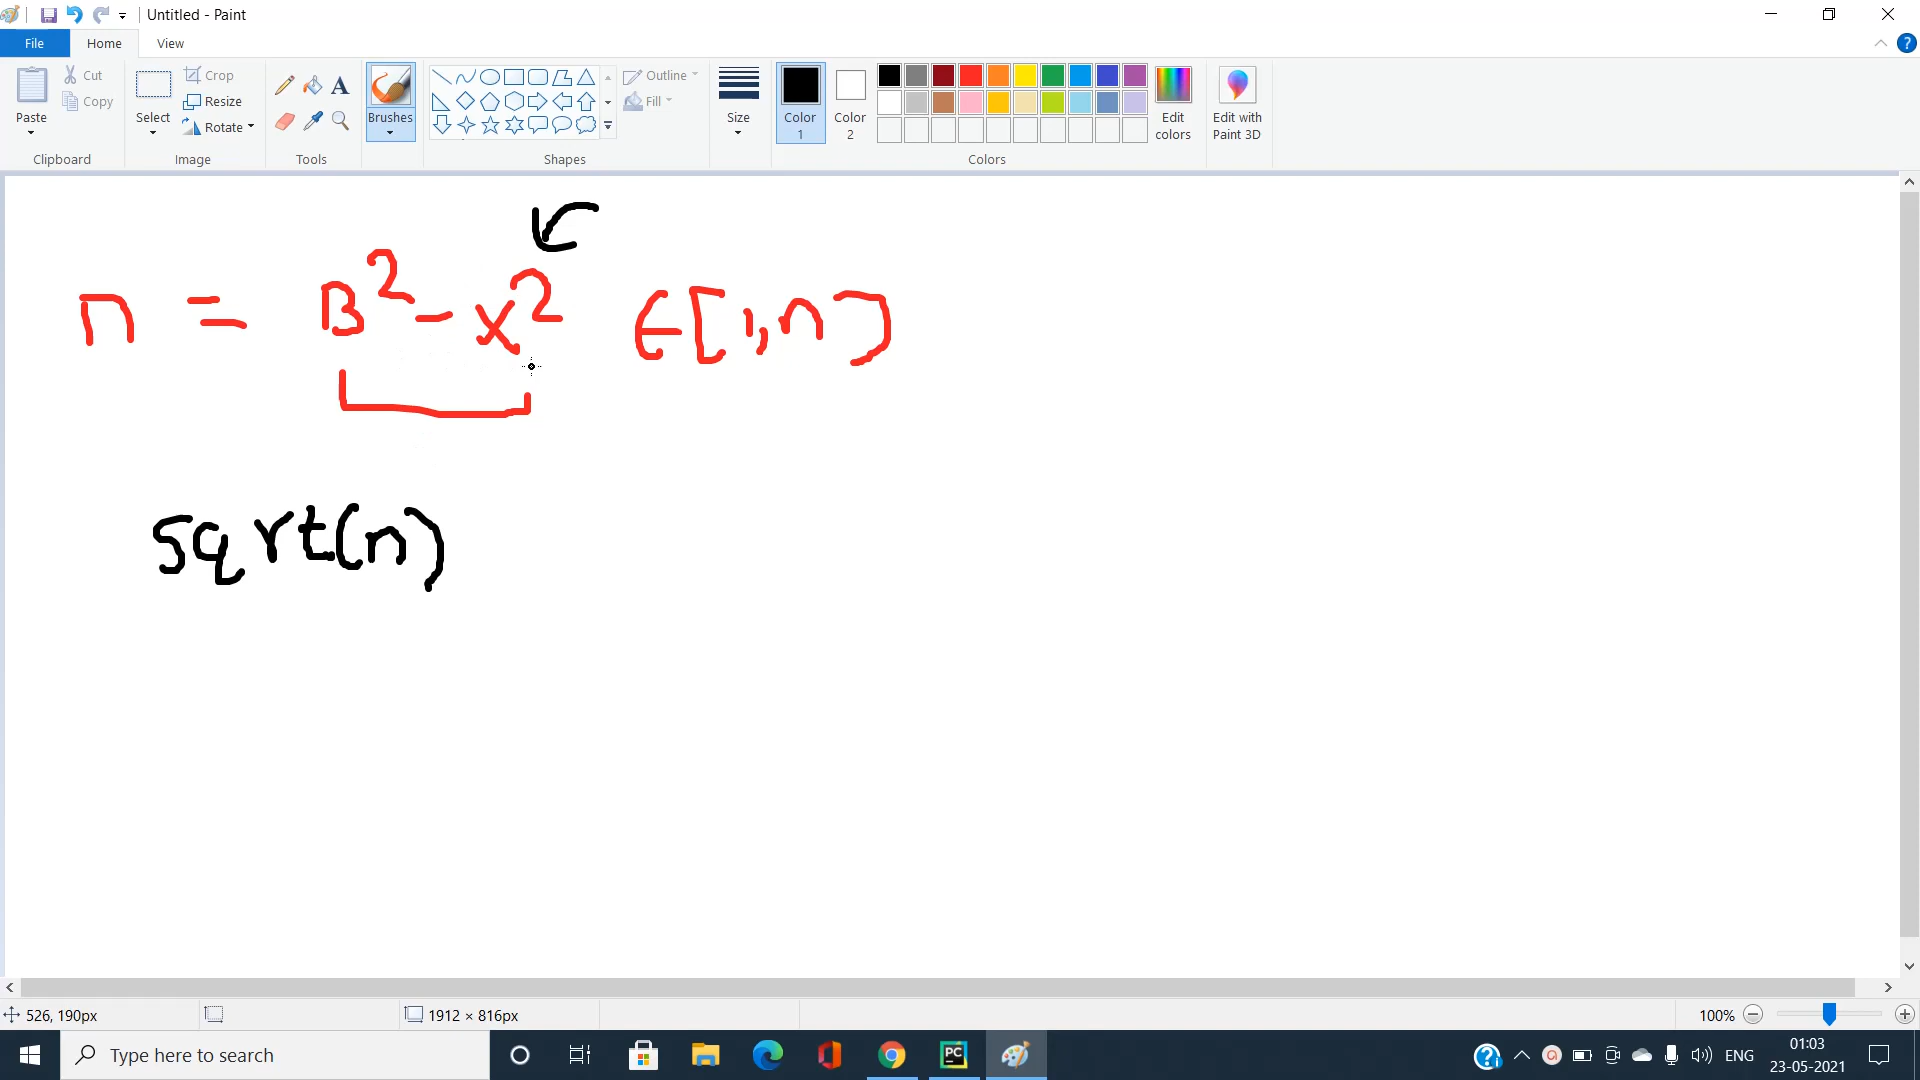 Untitled - Paint
File Home View
Paste Cut Copy Select Crop Resize Rotate Brushes Outline Fill Size Color 1 Color 2 Edit colors Edit with Paint 3D
Clipboard Image Tools Shapes Colors
n = B² - x² ∈ [1, n)
sqrt(n)
526, 190px 1912 × 816px 100%
Type here to search ENG 01:03
23-05-2021